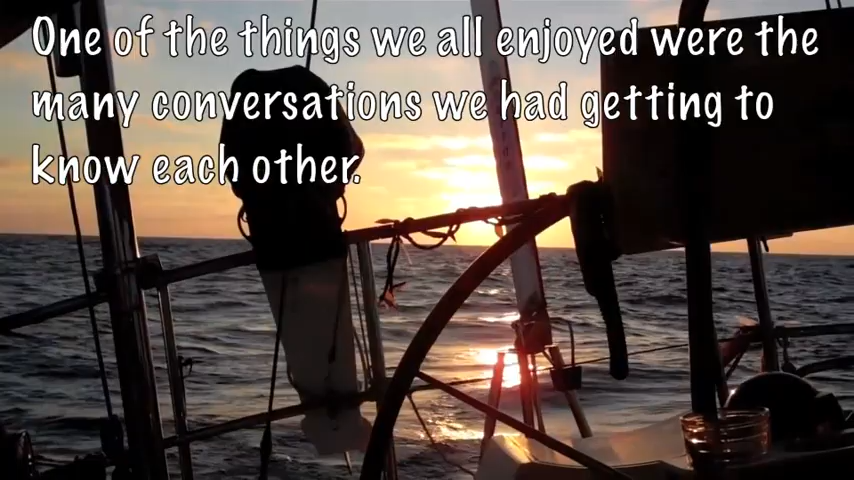 One of the things we all enjoyed were the
many conversations we had getting to
know each other.